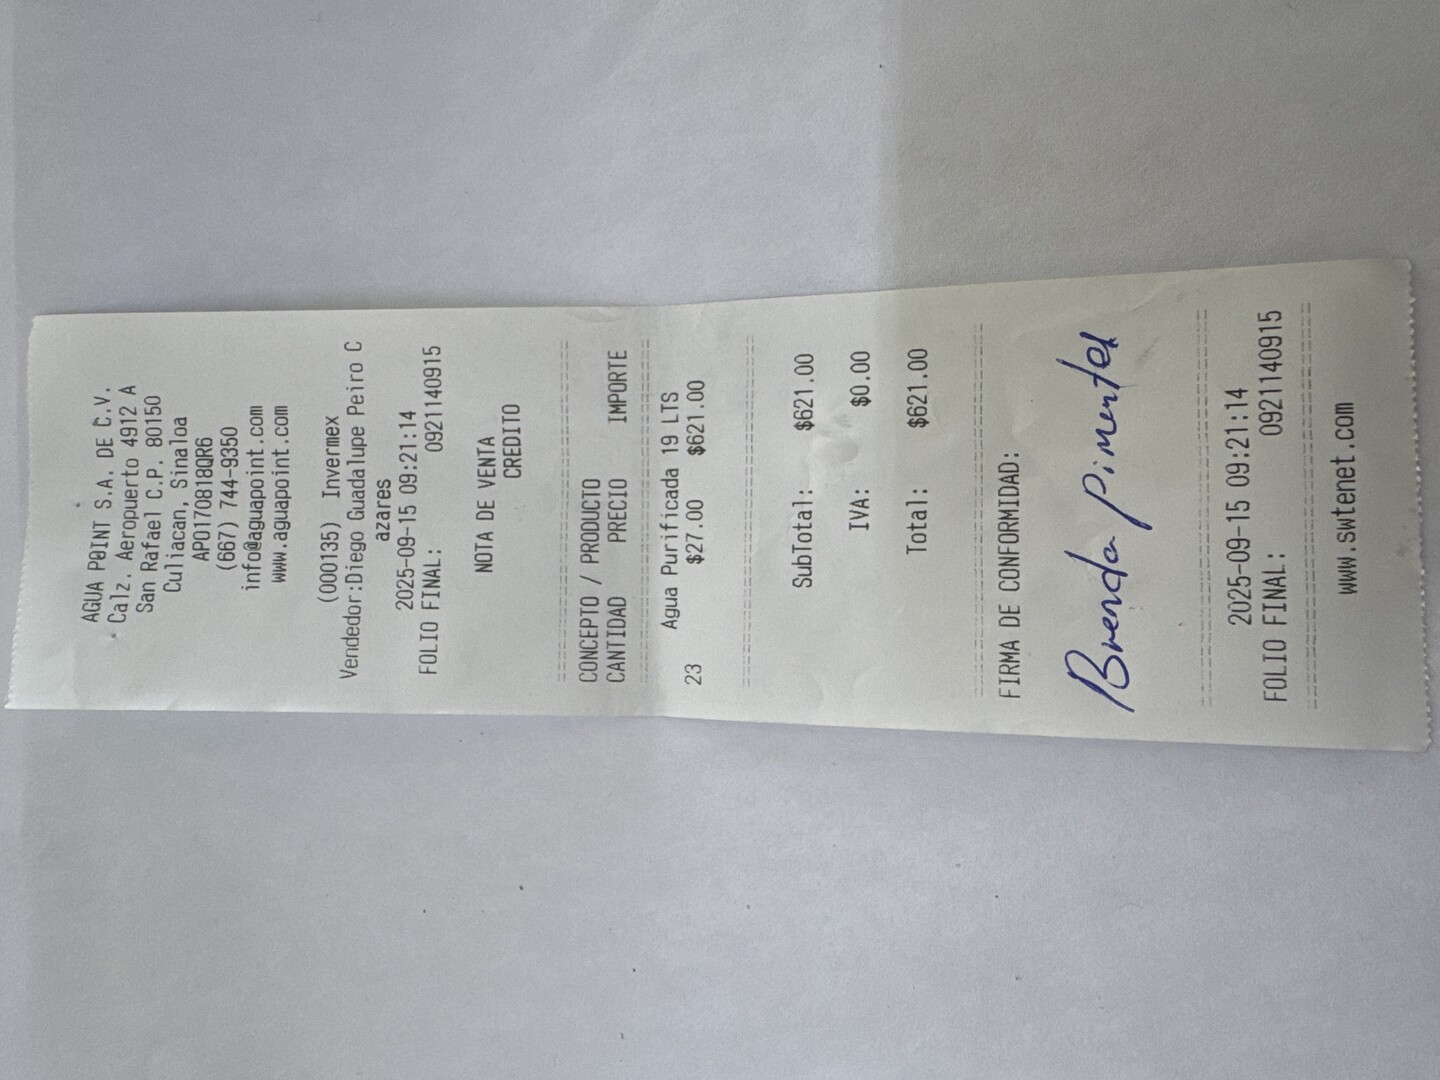 AGUA POINT S.A. DE C.V.
Calz. Aeropuerto 4912 A
San Rafael C.P. 80150
Culiacan, Sinaloa
APO170818QR6
(667) 744-9350
info@aguapoint.com
www.aguapoint.com
(000135) Invermex
Vendedor:Diego Guadalupe Peiro C
azares
2025-09-15 09:21:14
FOLIO FINAL: 0921140915
NOTA DE VENTA
CREDITO
CONCEPTO / PRODUCTO
CANTIDAD PRECIO IMPORTE
Agua Purificada 19 LTS
23 $27.00 $621.00
SubTotal: $621.00
IVA: $0.00
Total: $621.00
FIRMA DE CONFORMIDAD:
Brenda Pimentel
2025-09-15 09:21:14
FOLIO FINAL: 0921140915
www.swtenet.com